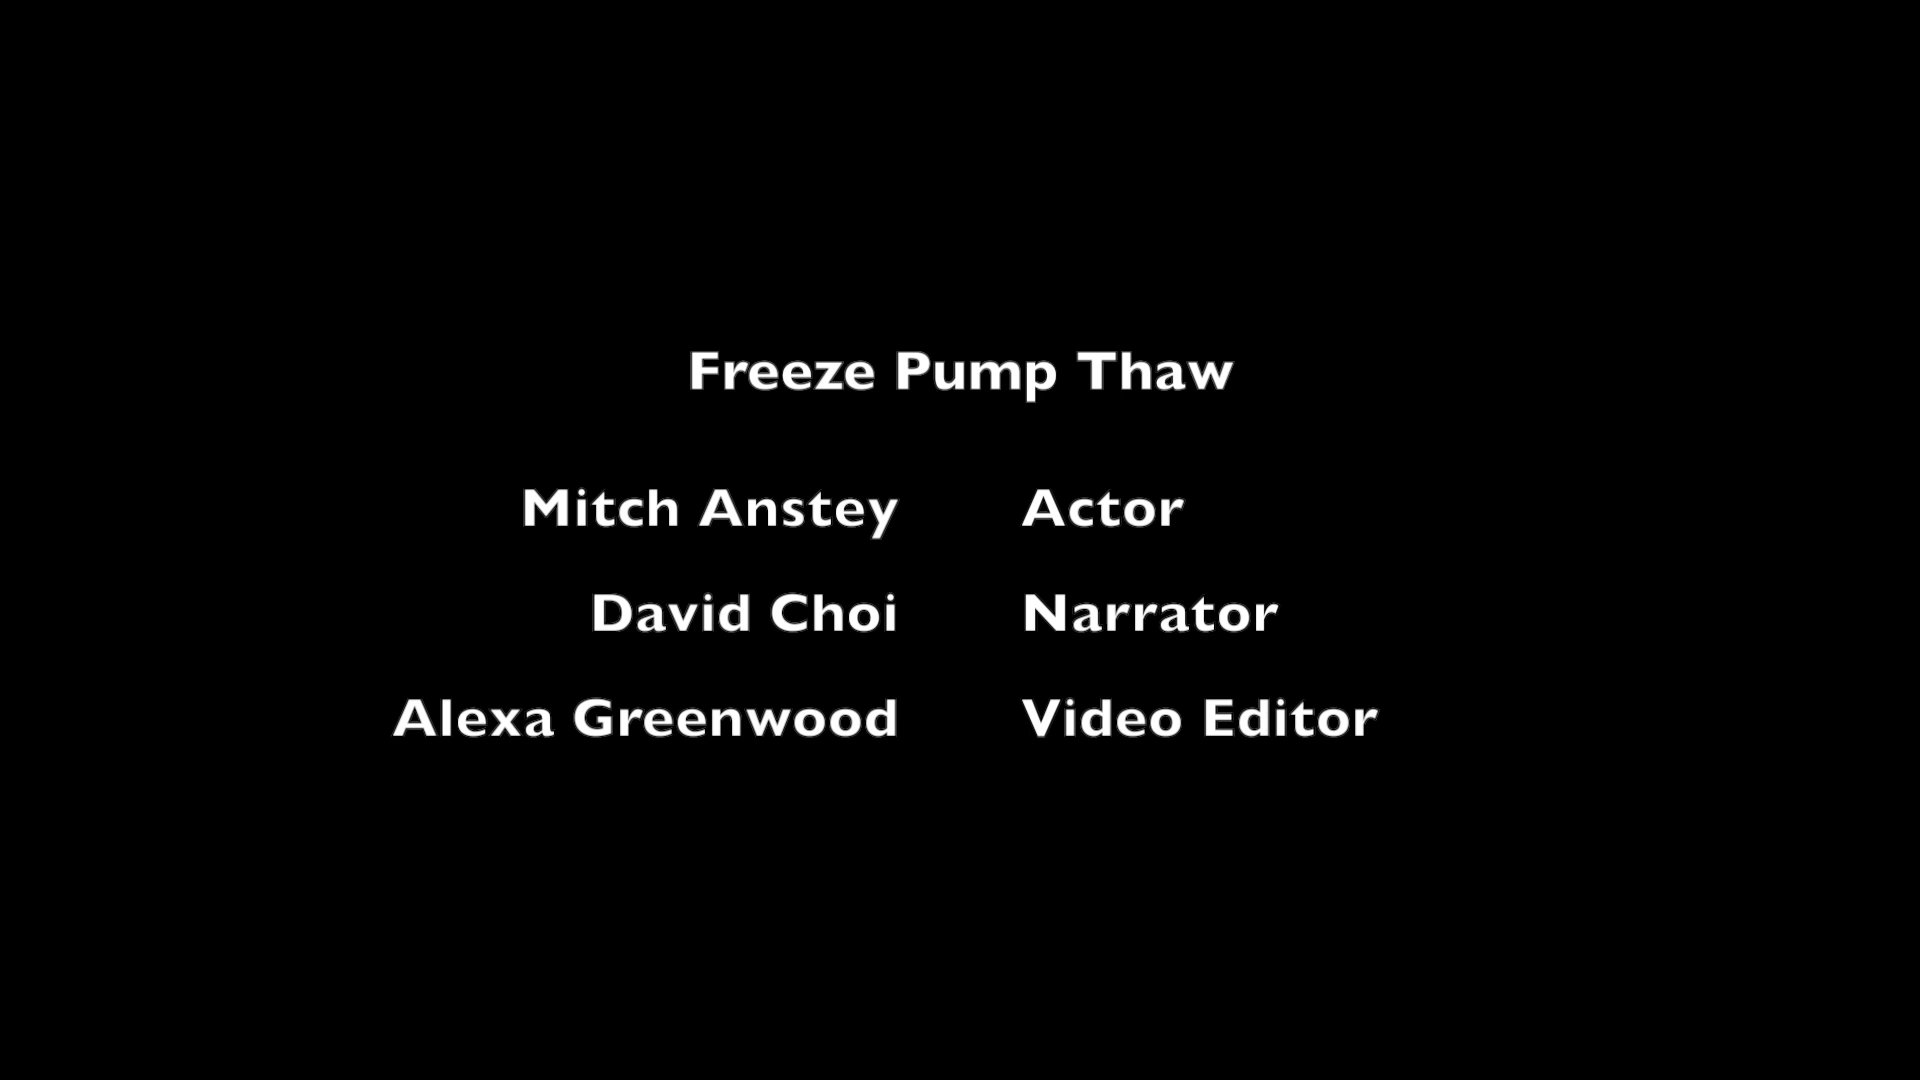 Freeze Pump Thaw
Mitch Anstey Actor
David Choi Narrator
Alexa Greenwood Video Editor